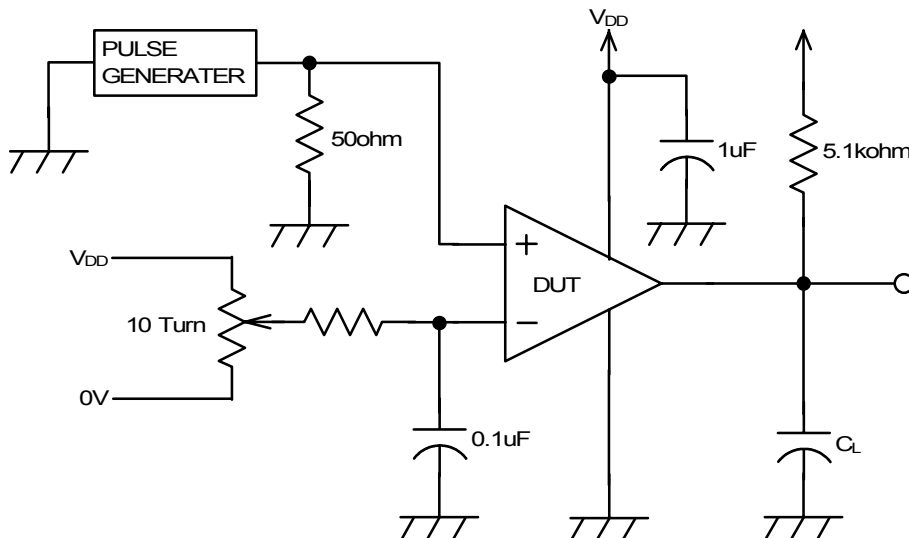 PULSE
GENERATER
VDD
50ohm
1uF
5.1kohm
VDD
+
DUT
10 Turn
−
0V
0.1uF
CL